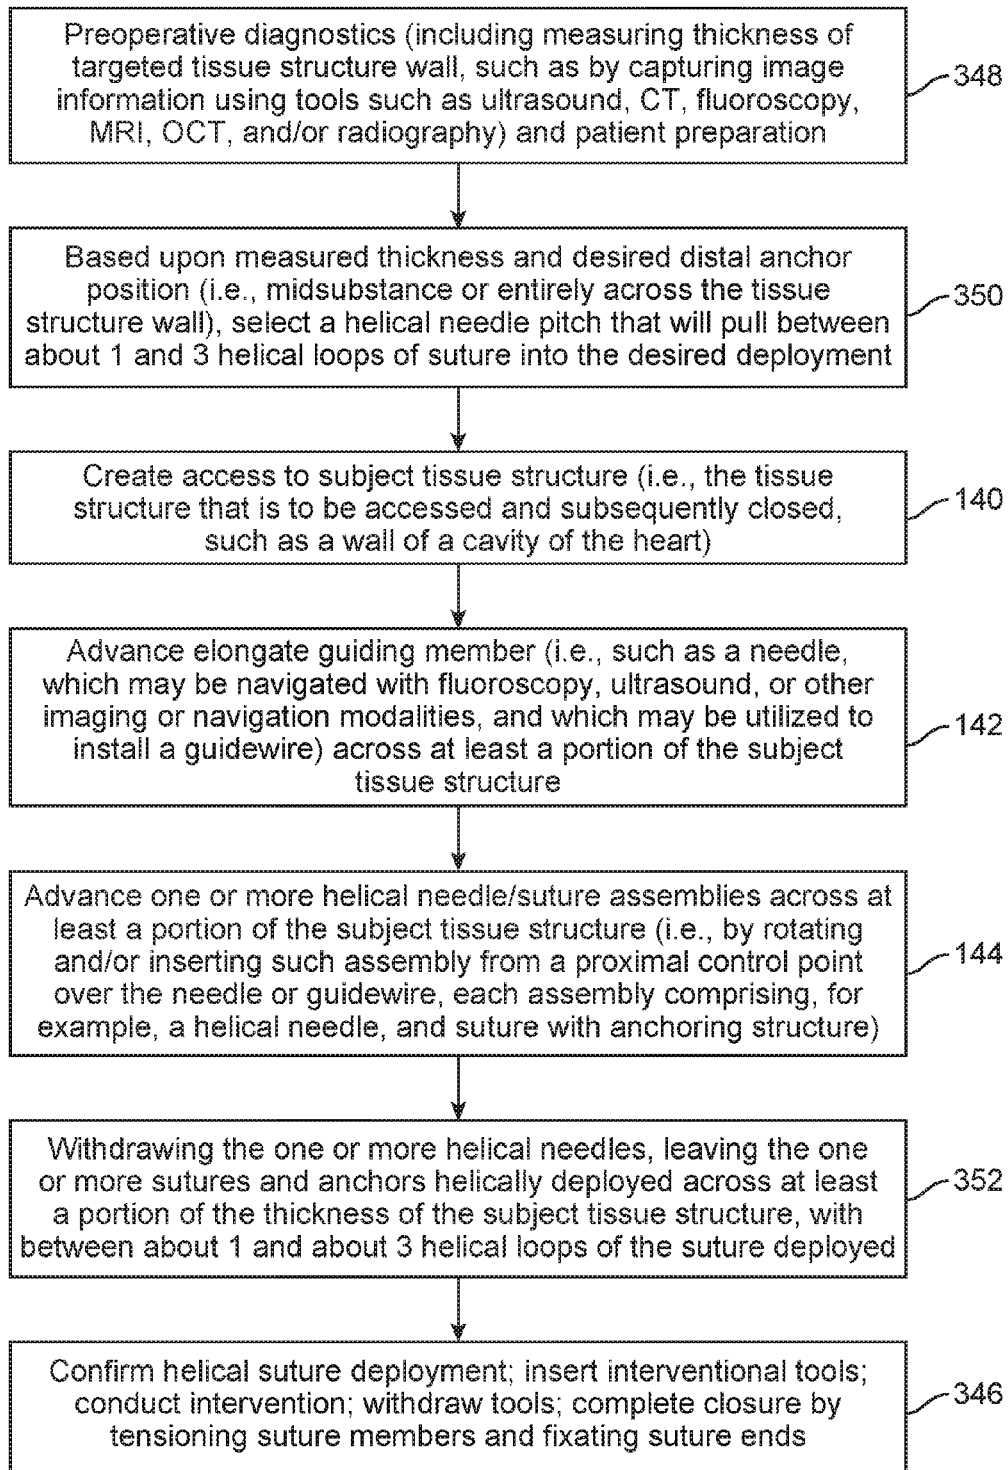 Preoperative diagnostics (including measuring thickness of
targeted tissue structure wall, such as by capturing image
information using tools such as ultrasound, CT, fluoroscopy,
MRI, OCT, and/or radiography) and patient preparation
348
Based upon measured thickness and desired distal anchor
position (i.e., midsubstance or entirely across the tissue
structure wall), select a helical needle pitch that will pull between
about 1 and 3 helical loops of suture into the desired deployment
350
Create access to subject tissue structure (i.e., the tissue
structure that is to be accessed and subsequently closed,
such as a wall of a cavity of the heart)
140
Advance elongate guiding member (i.e., such as a needle,
which may be navigated with fluoroscopy, ultrasound, or other
imaging or navigation modalities, and which may be utilized to
install a guidewire) across at least a portion of the subject
tissue structure
142
Advance one or more helical needle/suture assemblies across at
least a portion of the subject tissue structure (i.e., by rotating
and/or inserting such assembly from a proximal control point
over the needle or guidewire, each assembly comprising, for
example, a helical needle, and suture with anchoring structure)
144
Withdrawing the one or more helical needles, leaving the one
or more sutures and anchors helically deployed across at least
a portion of the thickness of the subject tissue structure, with
between about 1 and about 3 helical loops of the suture deployed
352
Confirm helical suture deployment; insert interventional tools;
conduct intervention; withdraw tools; complete closure by
tensioning suture members and fixating suture ends
346